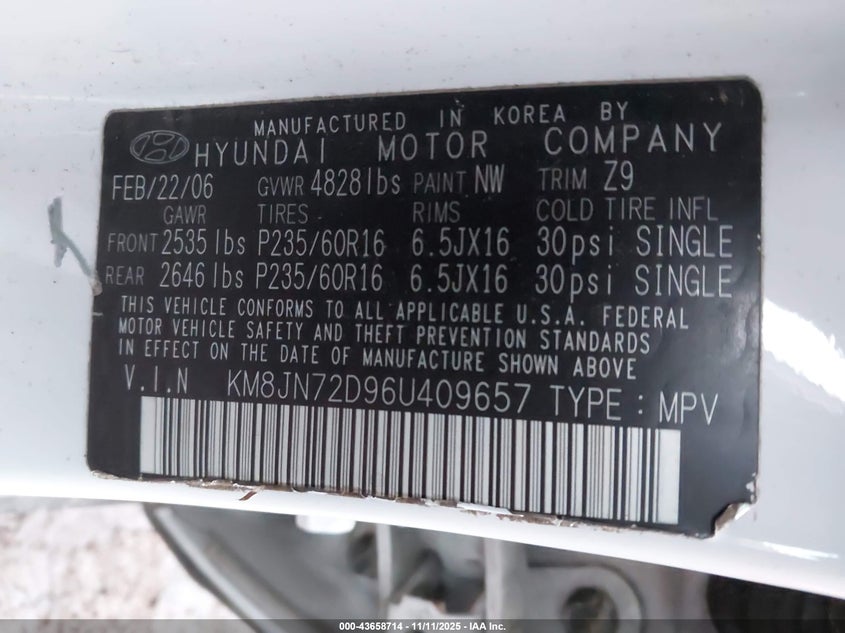 MANUFACTURED IN KOREA BY
HYUNDAI MOTOR COMPANY
FEB/22/06 GVWR 4828lbs PAINT NW TRIM Z9
GAWR TIRES RIMS COLD TIRE INFL
FRONT 2535lbs P235/60R16 6.5JX16 30psi SINGLE
REAR 2646lbs P235/60R16 6.5JX16 30psi SINGLE
THIS VEHICLE CONFORMS TO ALL APPLICABLE U.S.A. FEDERAL
MOTOR VEHICLE SAFETY AND THEFT PREVENTION STANDARDS
IN EFFECT ON THE DATE OF MANUFACTURE SHOWN ABOVE
V.I.N KM8JN72D96U409657 TYPE : MPV
000-43658714 - 11/11/2025 - IAA Inc.